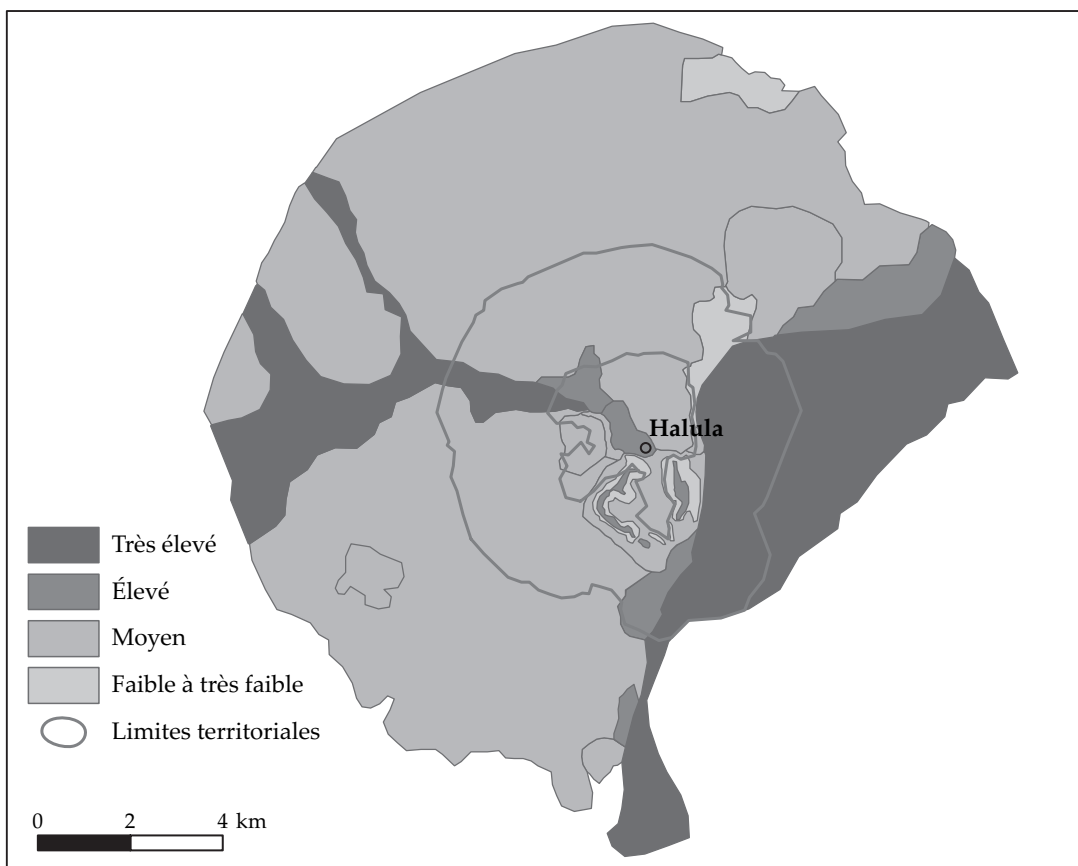 Halula
Très élevé
Élevé
Moyen
Faible à très faible
Limites territoriales
0 2 4 km